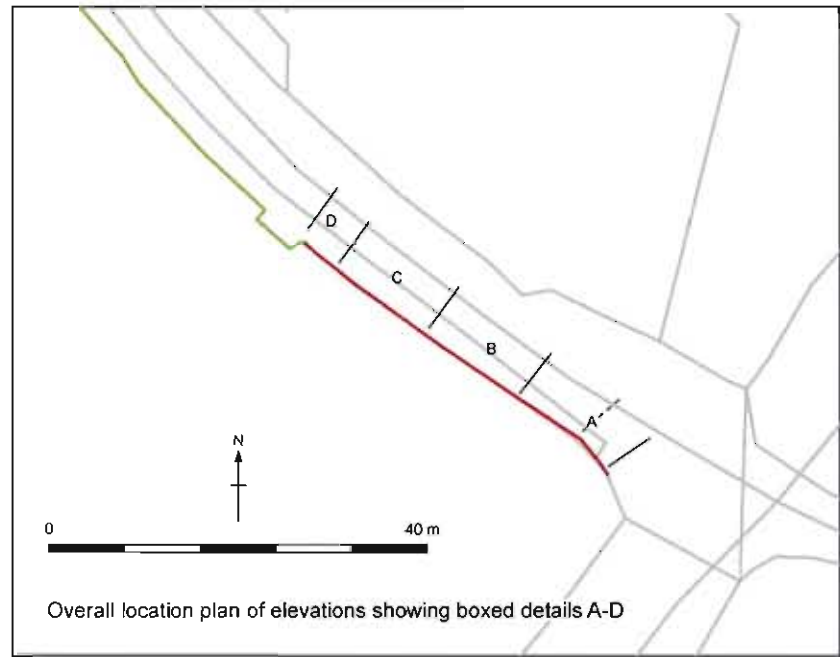 D
C
B
A'
N
0 40 m
Overall location plan of elevations showing boxed details A-D